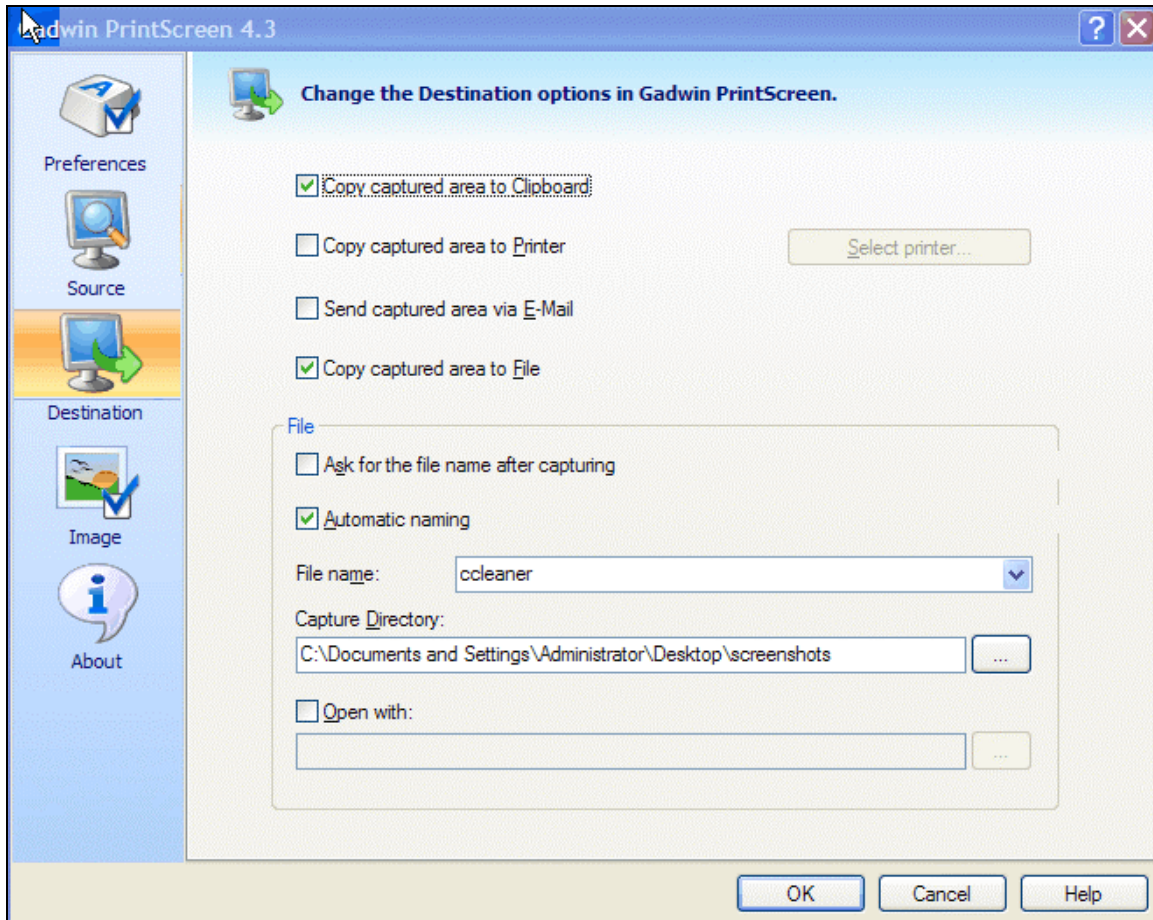 Gadwin PrintScreen 4.3
Change the Destination options in Gadwin PrintScreen.
Preferences
Source
Destination
Image
About
Copy captured area to Clipboard
Copy captured area to Printer
Select printer...
Send captured area via E-Mail
Copy captured area to File
File
Ask for the file name after capturing
Automatic naming
File name:
ccleaner
Capture Directory:
C:\Documents and Settings\Administrator\Desktop\screenshots
...
Open with:
...
OK
Cancel
Help